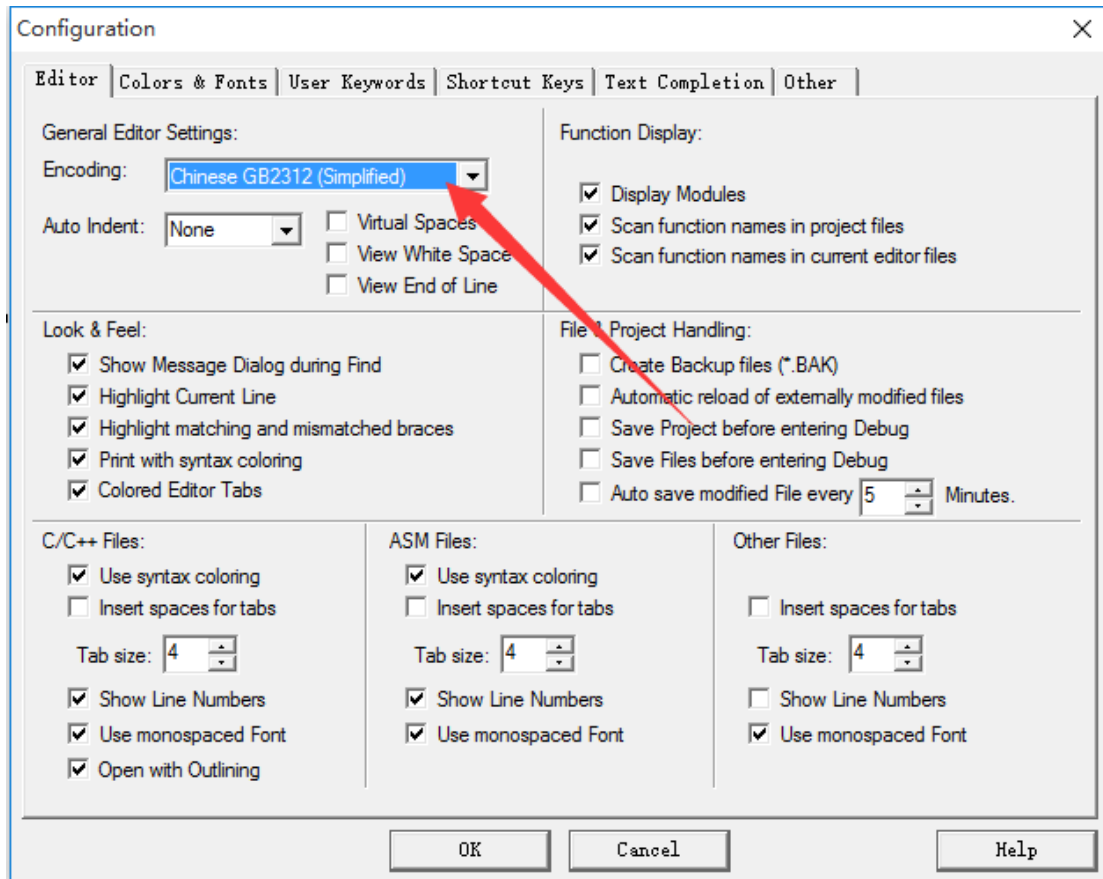 Configuration
Editor Colors & Fonts User Keywords Shortcut Keys Text Completion Other
General Editor Settings:
Encoding: Chinese GB2312 (Simplified)
Auto Indent: None
Virtual Spaces
View White Space
View End of Line
Function Display:
Display Modules
Scan function names in project files
Scan function names in current editor files
Look & Feel:
Show Message Dialog during Find
Highlight Current Line
Highlight matching and mismatched braces
Print with syntax coloring
Colored Editor Tabs
File & Project Handling:
Create Backup files (*.BAK)
Automatic reload of externally modified files
Save Project before entering Debug
Save Files before entering Debug
Auto save modified File every 5 Minutes.
C/C++ Files:
Use syntax coloring
Insert spaces for tabs
Tab size: 4
Show Line Numbers
Use monospaced Font
Open with Outlining
ASM Files:
Use syntax coloring
Insert spaces for tabs
Tab size: 4
Show Line Numbers
Use monospaced Font
Other Files:
Insert spaces for tabs
Tab size: 4
Show Line Numbers
Use monospaced Font
OK Cancel Help